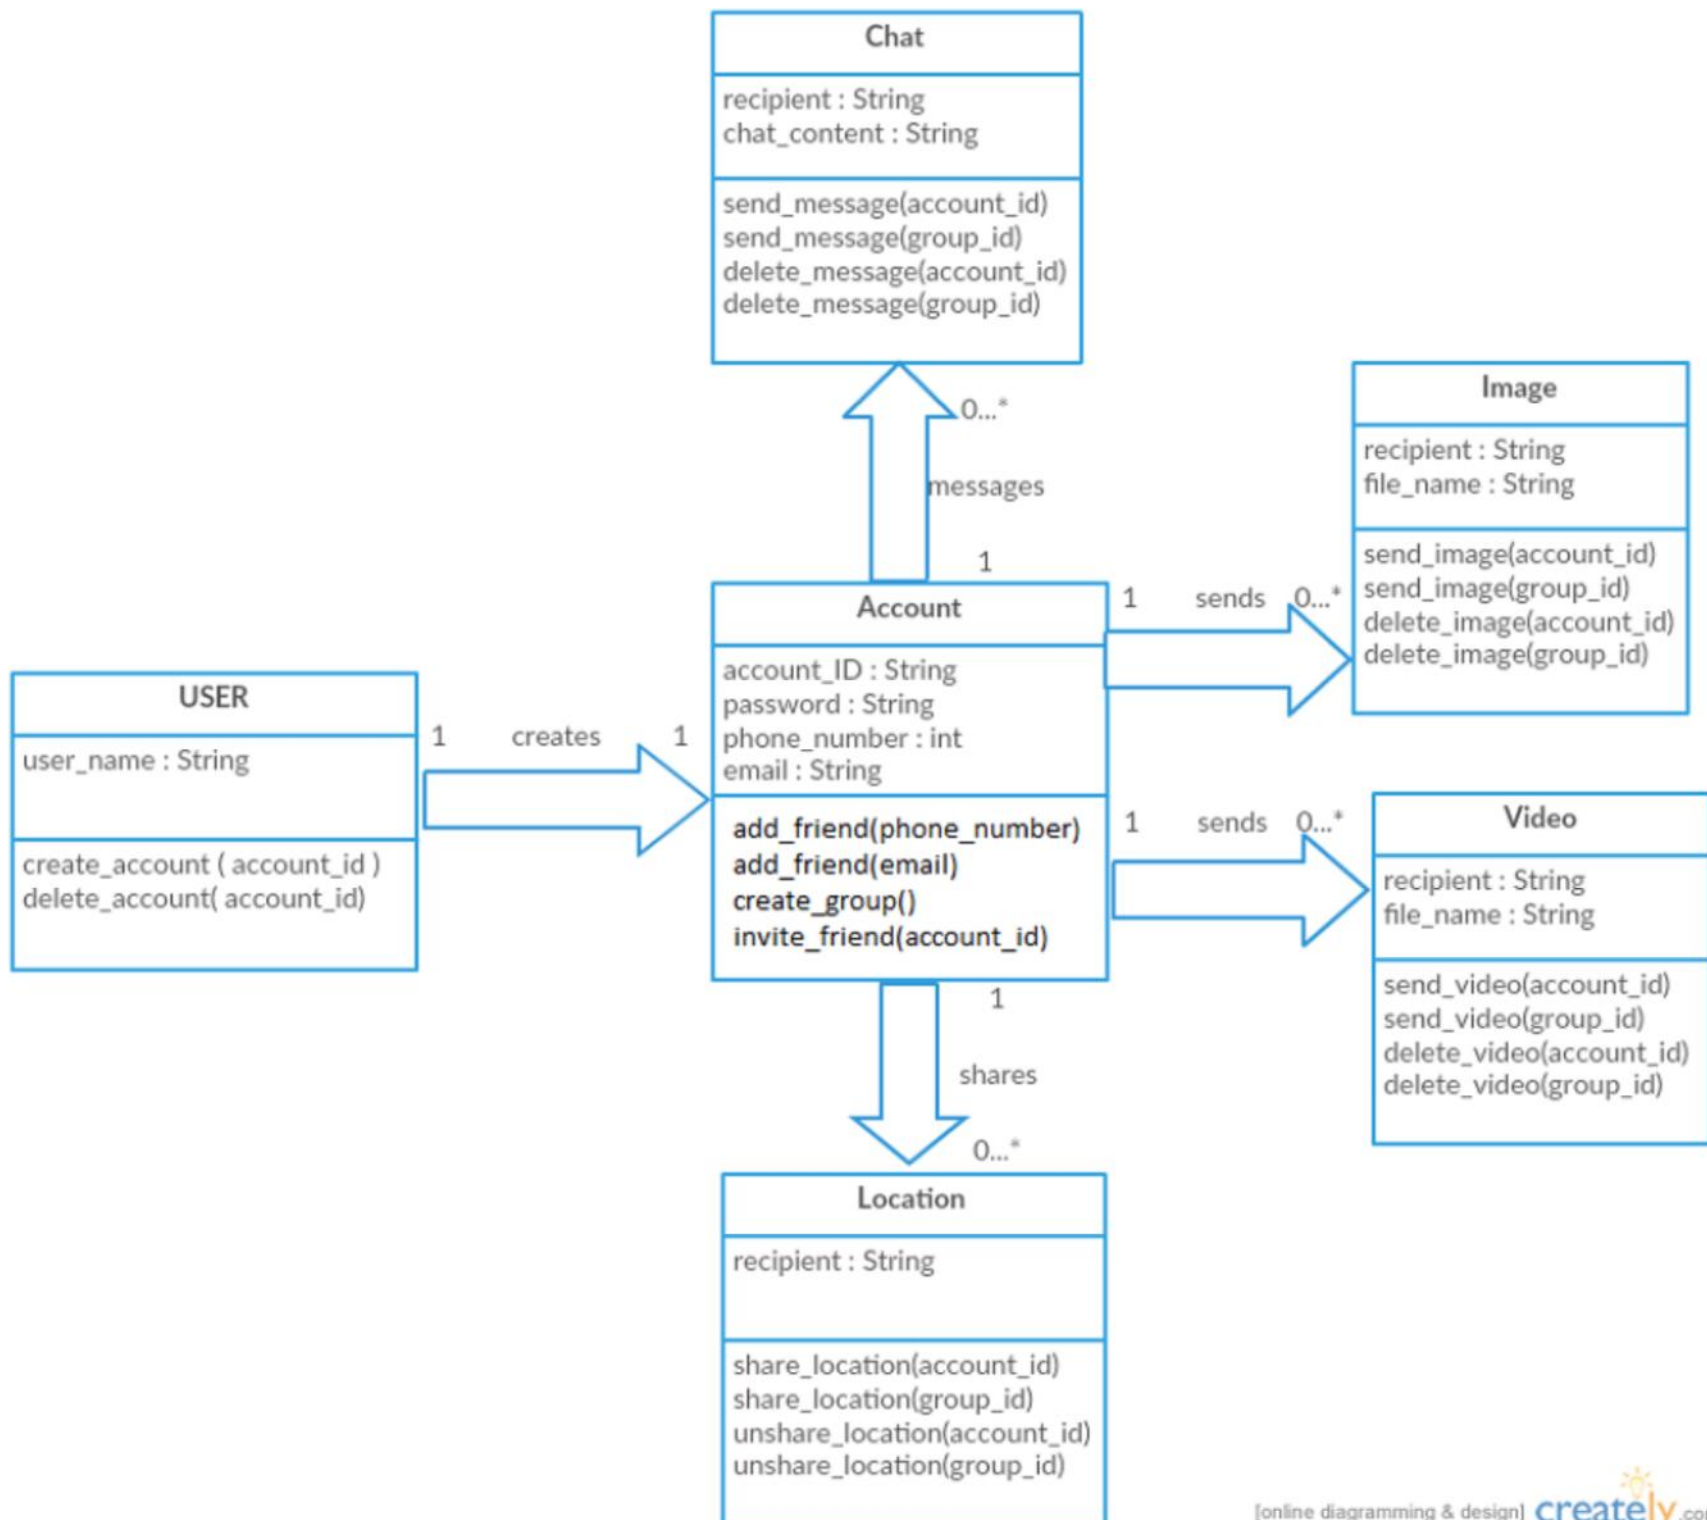 Chat
recipient : String
chat_content : String
send_message(account_id)
send_message(group_id)
delete_message(account_id)
delete_message(group_id)
0...*
messages
1
Image
recipient : String
file_name : String
send_image(account_id)
send_image(group_id)
delete_image(account_id)
delete_image(group_id)
1 sends 0...*
Account
account_ID : String
password : String
phone_number : int
email : String
add_friend(phone_number)
add_friend(email)
create_group()
invite_friend(account_id)
USER
user_name : String
create_account ( account_id )
delete_account( account_id)
1 creates 1
1 sends 0...*
Video
recipient : String
file_name : String
send_video(account_id)
send_video(group_id)
delete_video(account_id)
delete_video(group_id)
1
shares
0...*
Location
recipient : String
share_location(account_id)
share_location(group_id)
unshare_location(account_id)
unshare_location(group_id)
[online diagramming & design] creately